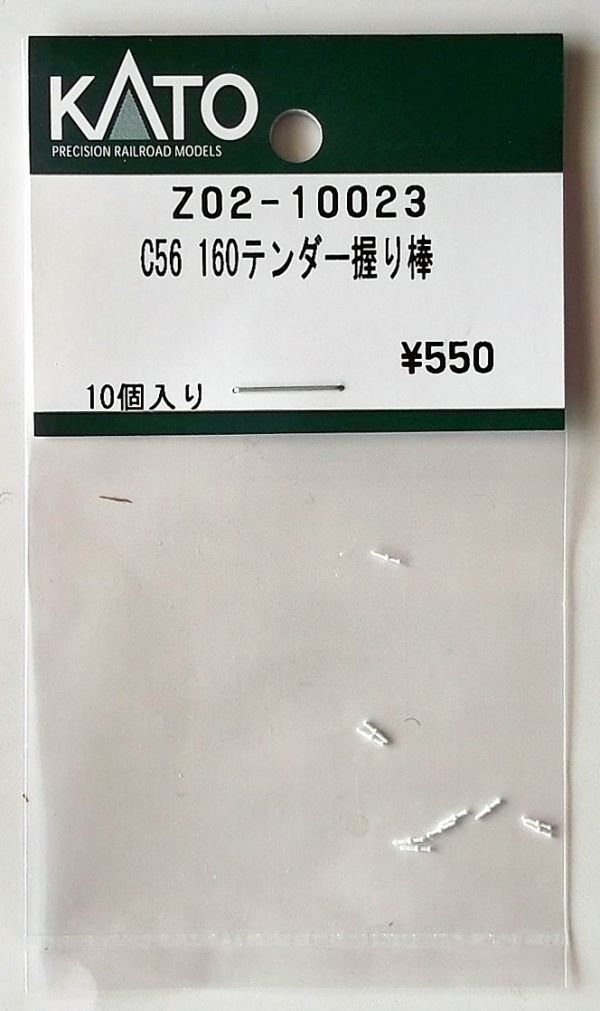 KATO
PRECISION RAILROAD MODELS
Z02-10023
C56 160テンダー握り棒
¥550
10個入り